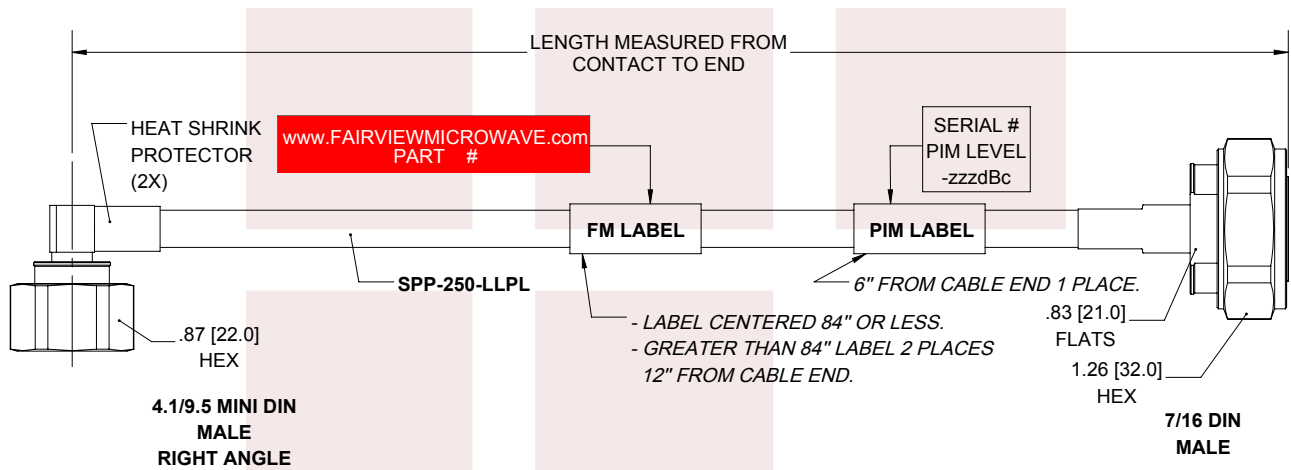 LENGTH MEASURED FROM
CONTACT TO END
HEAT SHRINK
PROTECTOR
(2X)
www.FAIRVIEWMICROWAVE.com
PART #
SERIAL #
PIM LEVEL
-zzzdBc
FM LABEL
PIM LABEL
SPP-250-LLPL
6" FROM CABLE END 1 PLACE.
- LABEL CENTERED 84" OR LESS.
- GREATER THAN 84" LABEL 2 PLACES
12" FROM CABLE END.
.87 [22.0]
HEX
.83 [21.0]
FLATS
1.26 [32.0]
HEX
4.1/9.5 MINI DIN
MALE
RIGHT ANGLE
7/16 DIN
MALE